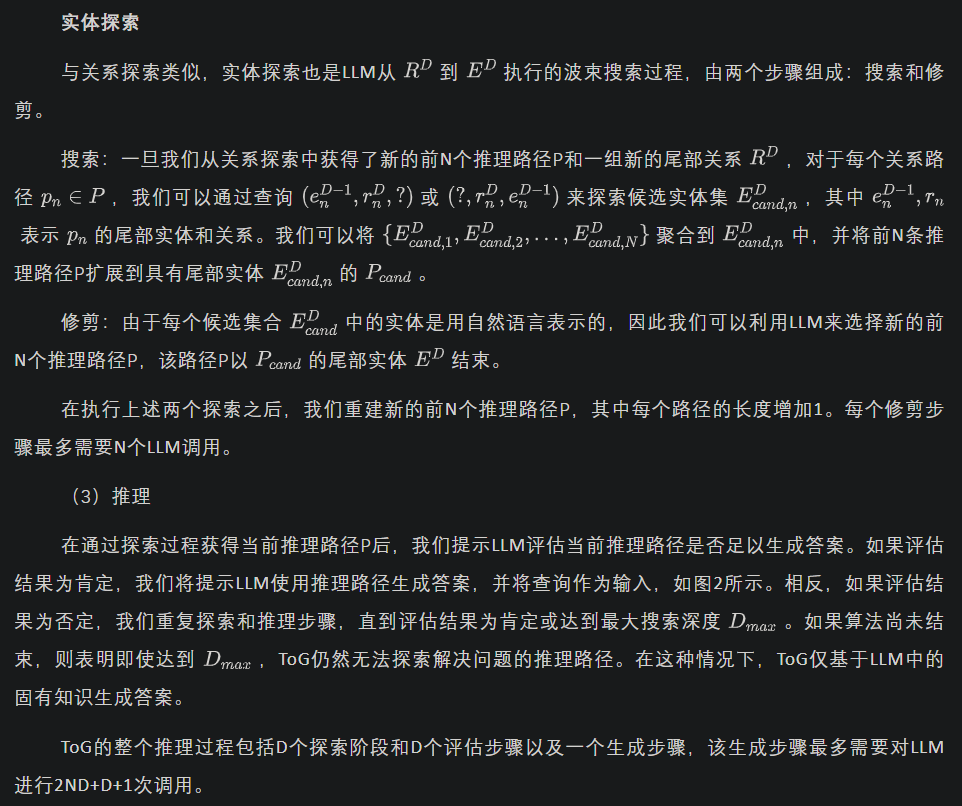 实体探索
与关系探索类似，实体探索也是LLM从 $R^D$ 到 $E^D$ 执行的波束搜索过程，由两个步骤组成：搜索和修
剪。
搜索：一旦我们从关系探索中获得了新的前N个推理路径P和一组新的尾部关系 $R^D$ ，对于每个关系路
径 $p_n \in P$ ，我们可以通过查询 $(e_n^{D-1}, r_n^D, ?)$ 或 $(?, r_n^D, e_n^{D-1})$ 来探索候选实体集 $E_{cand,n}^D$ ，其中 $e_n^{D-1}, r_n$
表示 $p_n$ 的尾部实体和关系。我们可以将 $\{E_{cand,1}^D, E_{cand,2}^D, \ldots, E_{cand,N}^D\}$ 聚合到 $E_{cand,n}^D$ 中，并将前N条推
理路径P扩展到具有尾部实体 $E_{cand,n}^D$ 的 $P_{cand}$ 。
修剪：由于每个候选集合 $E_{cand}^D$ 中的实体是用自然语言表示的，因此我们可以利用LLM来选择新的前
N个推理路径P，该路径P以 $P_{cand}$ 的尾部实体 $E^D$ 结束。
在执行上述两个探索之后，我们重建新的前N个推理路径P，其中每个路径的长度增加1。每个修剪步
骤最多需要N个LLM调用。
（3）推理
在通过探索过程获得当前推理路径P后，我们提示LLM评估当前推理路径是否足以生成答案。如果评估
结果为肯定，我们将提示LLM使用推理路径生成答案，并将查询作为输入，如图2所示。相反，如果评估结
果为否定，我们重复探索和推理步骤，直到评估结果为肯定或达到最大搜索深度 $D_{max}$ 。如果算法尚未结
束，则表明即使达到 $D_{max}$ ，ToG仍然无法探索解决问题的推理路径。在这种情况下，ToG仅基于LLM中的
固有知识生成答案。
ToG的整个推理过程包括D个探索阶段和D个评估步骤以及一个生成步骤，该生成步骤最多需要对LLM
进行2ND+D+1次调用。